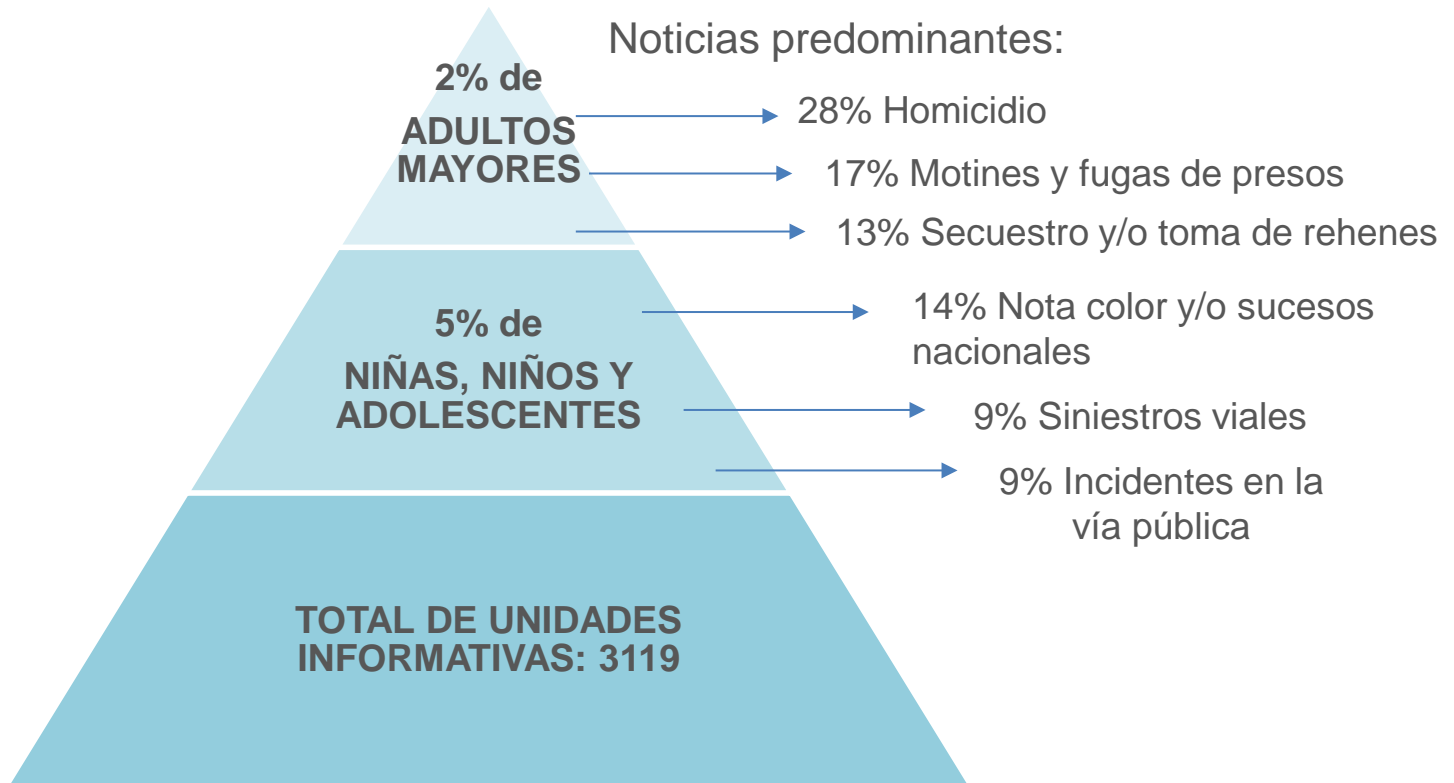 Noticias predominantes:
2% de
ADULTOS
MAYORES
28% Homicidio
17% Motines y fugas de presos
13% Secuestro y/o toma de rehenes
5% de
NIÑAS, NIÑOS Y
ADOLESCENTES
14% Nota color y/o sucesos
nacionales
9% Siniestros viales
9% Incidentes en la
vía pública
TOTAL DE UNIDADES
INFORMATIVAS: 3119